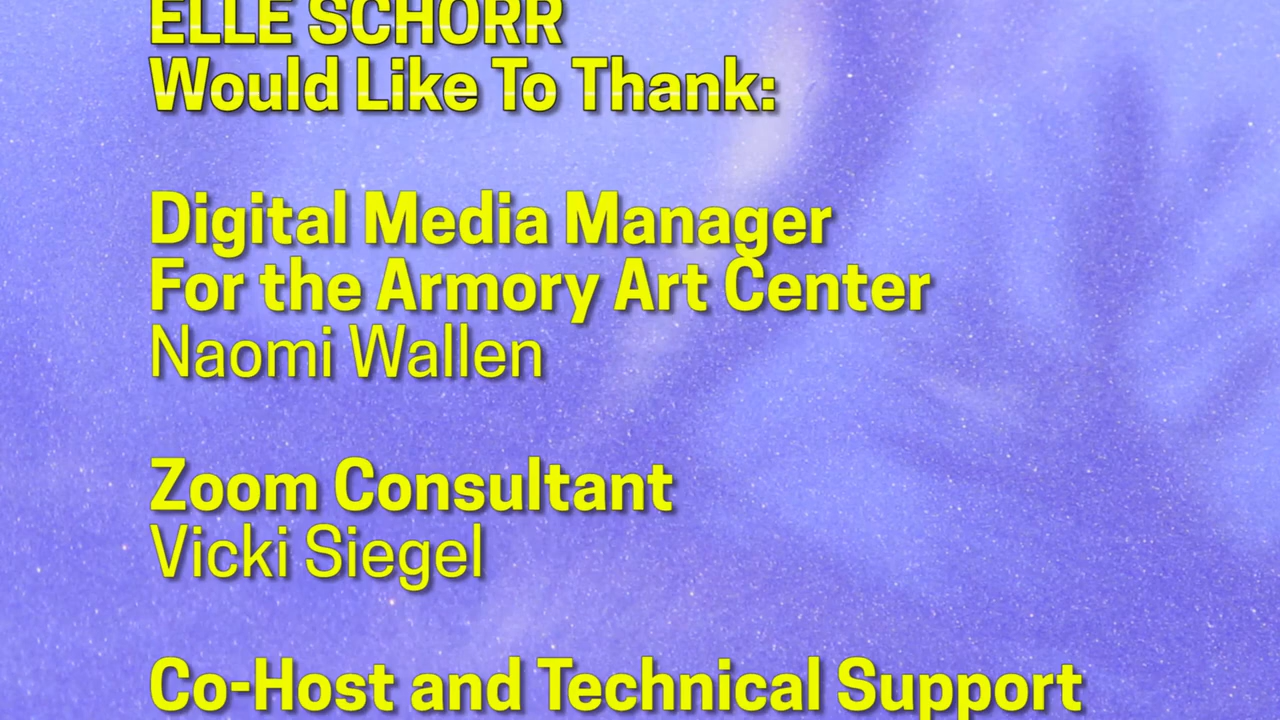 ELLE SCHORR
Would Like To Thank:
Digital Media Manager
For the Armory Art Center
Naomi Wallen
Zoom Consultant
Vicki Siegel
Co-Host and Technical Support